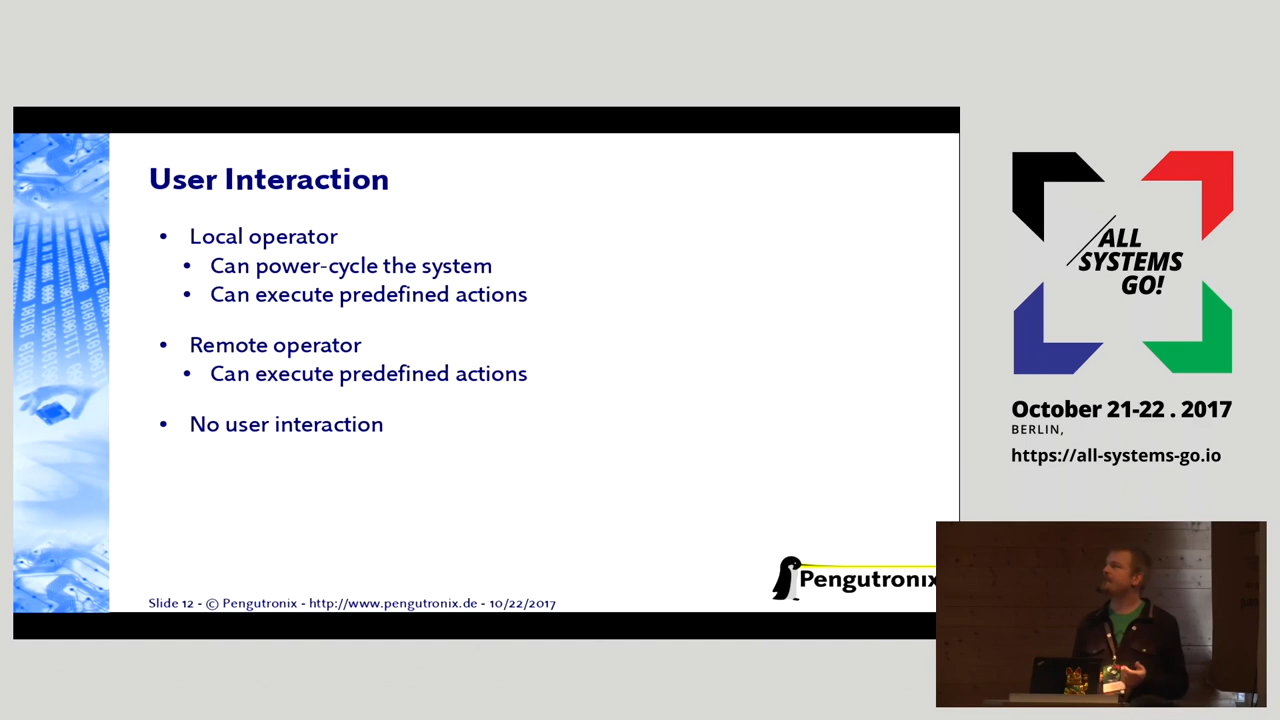 User Interaction
• Local operator
• Can power-cycle the system
• Can execute predefined actions
• Remote operator
• Can execute predefined actions
• No user interaction
Pengutronix
Slide 12 - © Pengutronix - http://www.pengutronix.de - 10/22/2017
ALL
SYSTEMS
GO!
October 21-22 . 2017
BERLIN,
https://all-systems-go.io